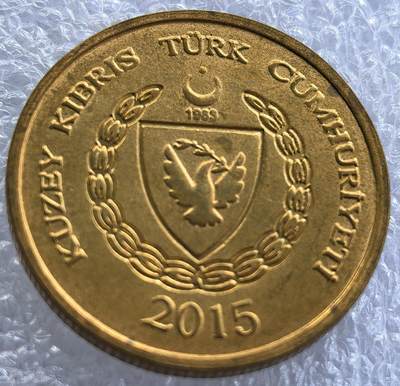 KUZEY KIBRIS TÜRK CUMHURİYETİ
1983
2015